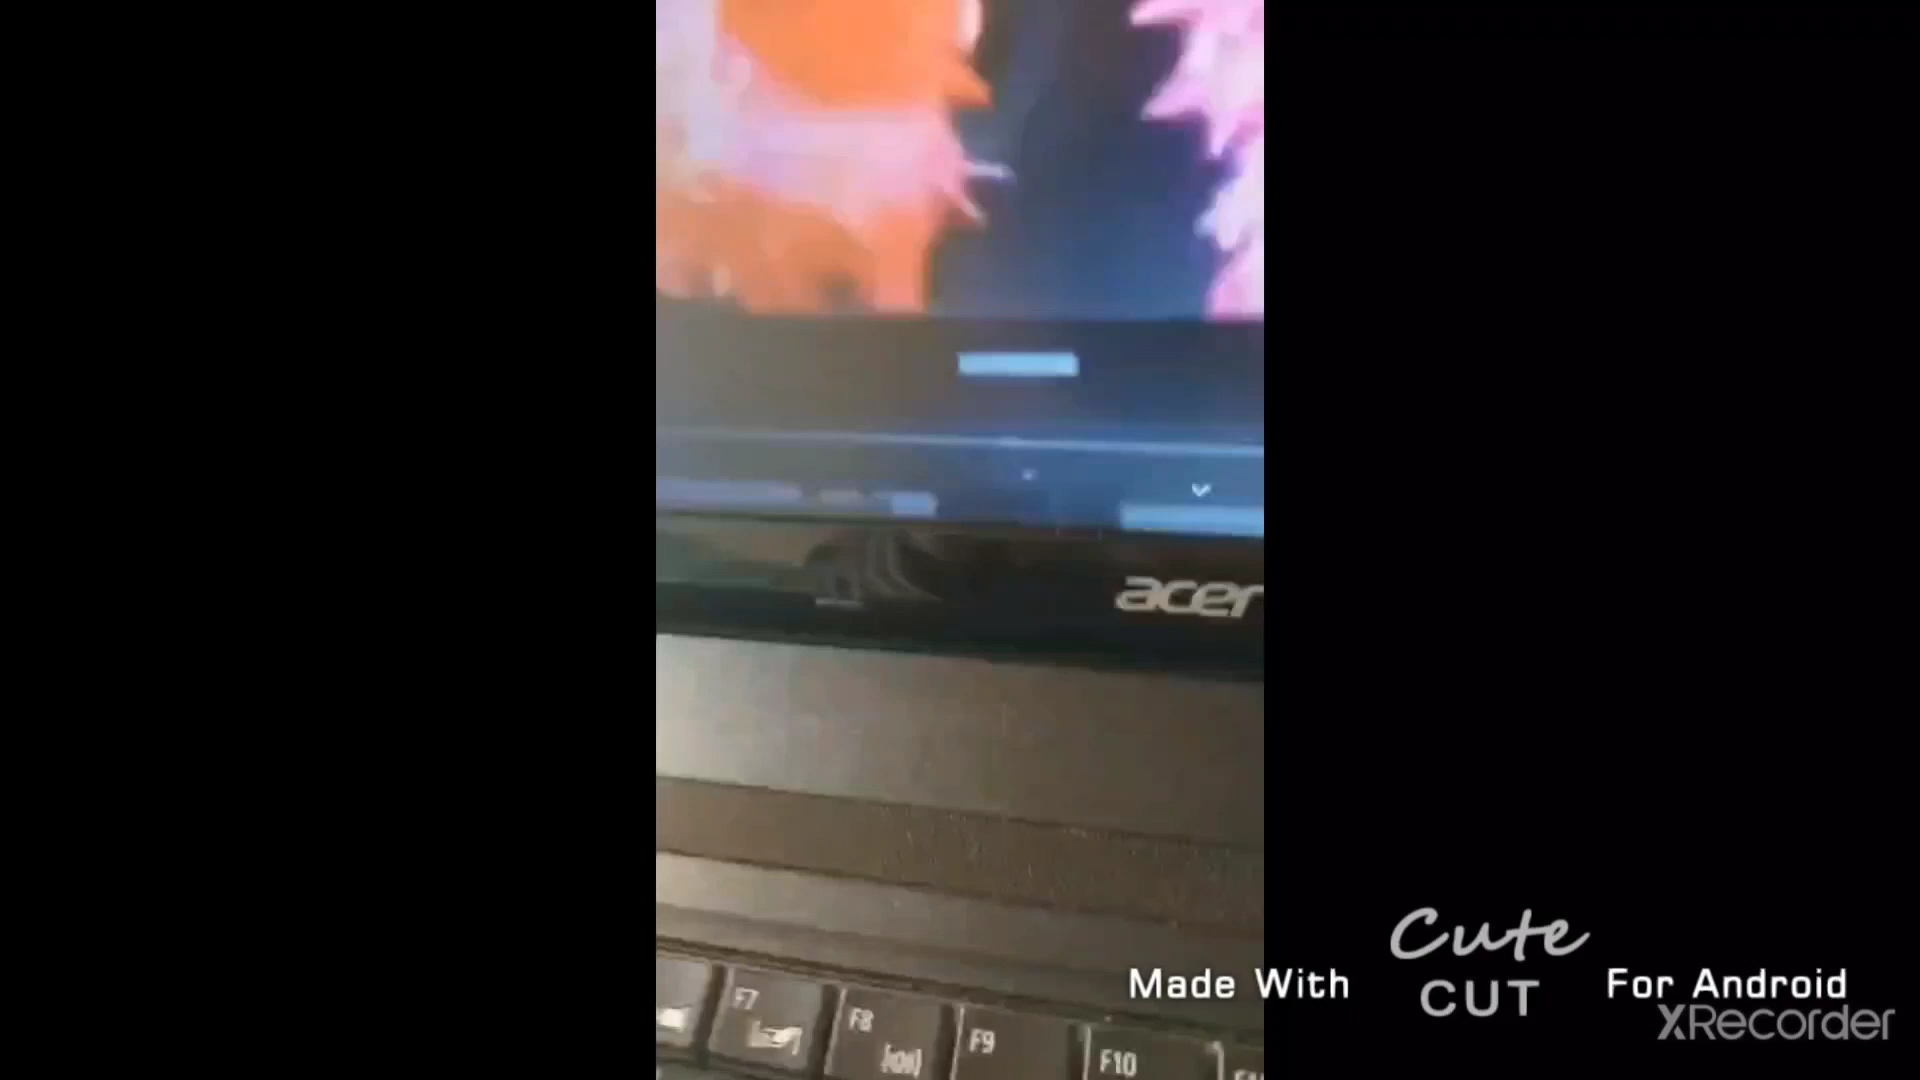 acer
F7
F8
F9
F10
Made With Cute CUT For Android
XRecorder